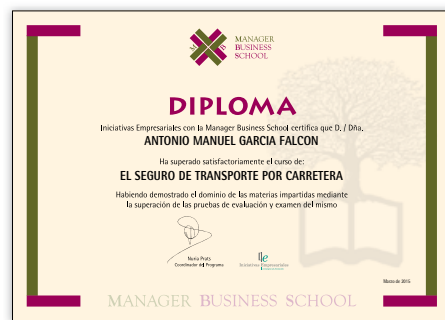 M B S
MANAGER
BUSINESS
SCHOOL
DIPLOMA
Iniciativas Empresariales con la Manager Business School certifica que D. / Dña.
ANTONIO MANUEL GARCIA FALCON
Ha superado satisfactoriamente el curso de:
EL SEGURO DE TRANSPORTE POR CARRETERA
Habiendo demostrado el dominio de las materias impartidas mediante
la superación de las pruebas de evaluación y examen del mismo
Nuria Prats
Coordinador del Programa
Iniciativas Empresariales
Marzo de 2015
MANAGER BUSINESS SCHOOL